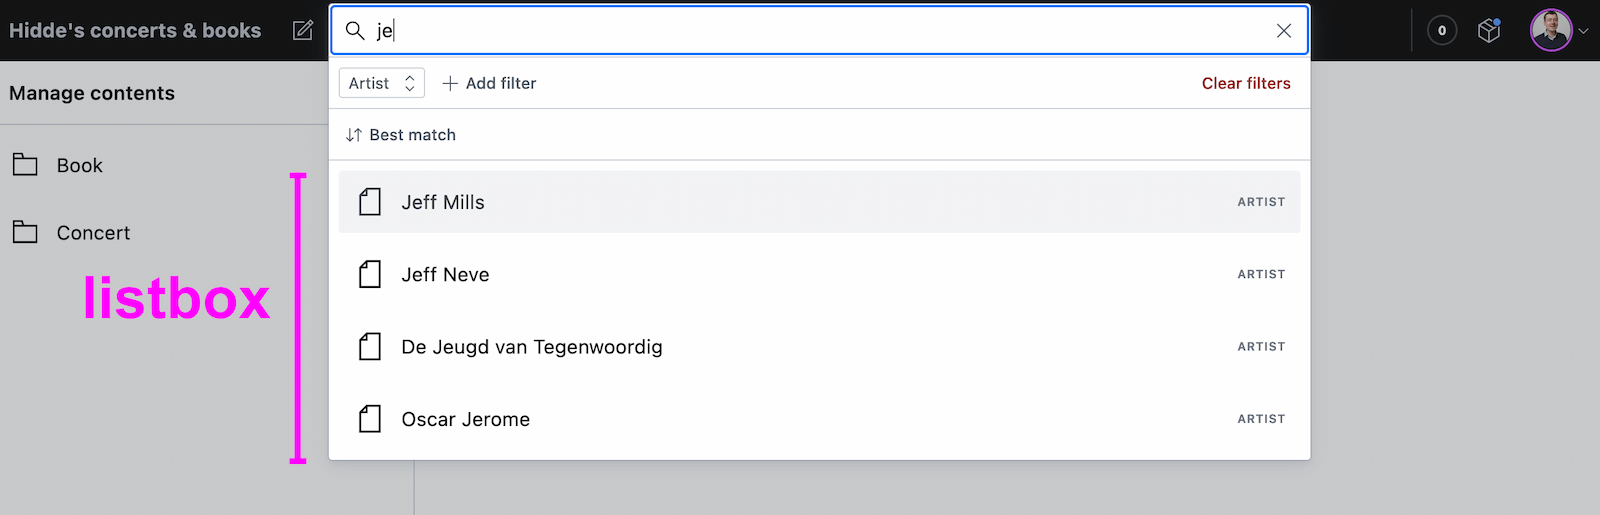 Hidde's concerts & books
je
0
Artist
Add filter
Clear filters
Manage contents
Best match
Book
Jeff Mills ARTIST
Concert
Jeff Neve ARTIST
listbox
De Jeugd van Tegenwoordig ARTIST
Oscar Jerome ARTIST